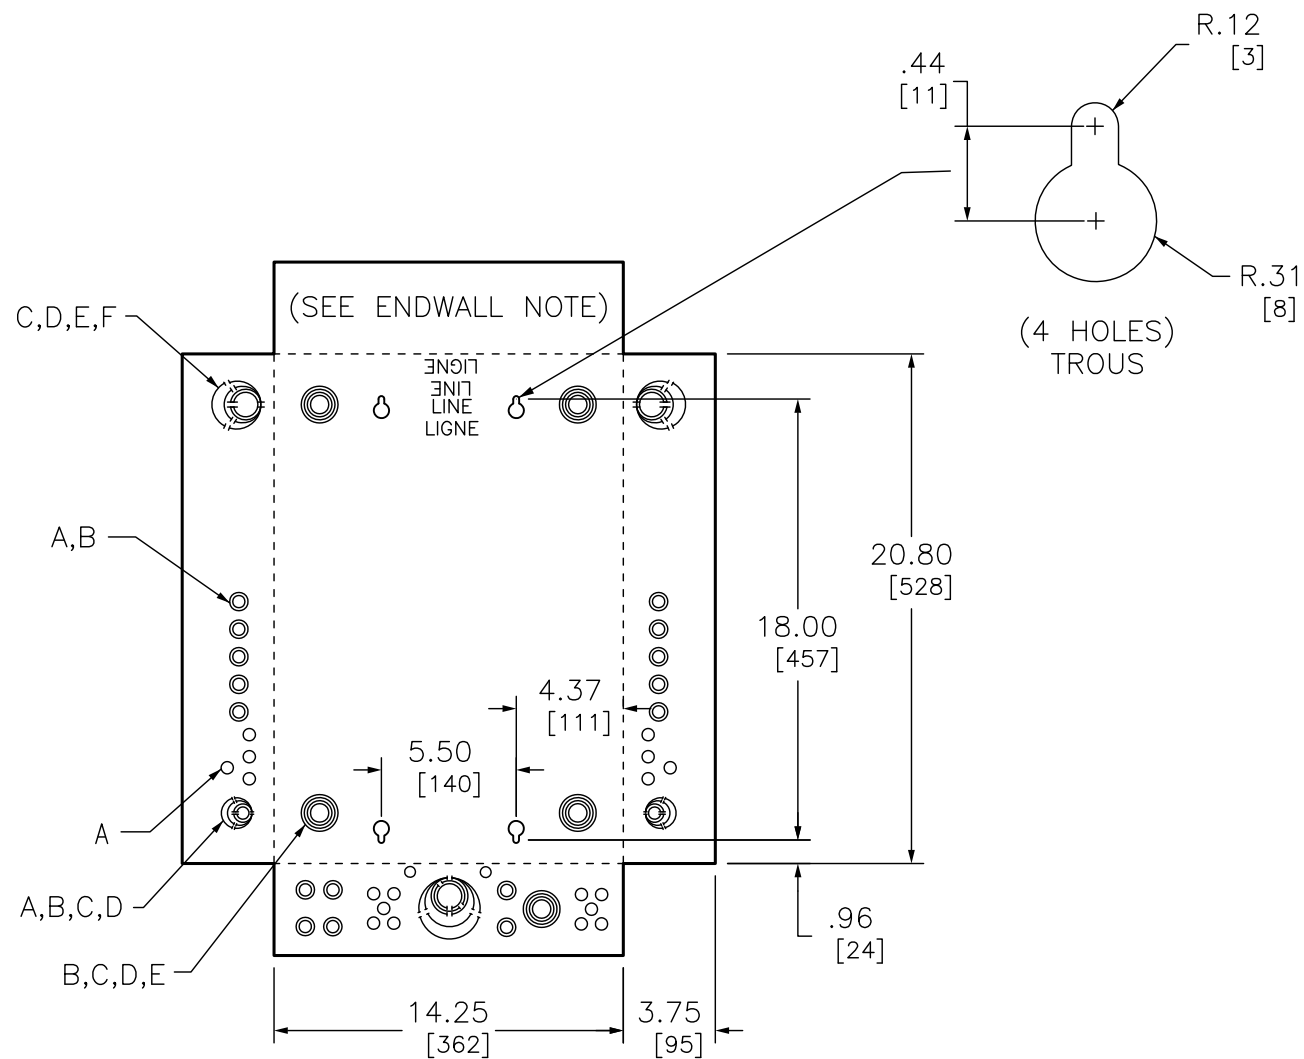 R.12
[3]
.44
[11]
R.31
[8]
(4 HOLES)
TROUS
(SEE ENDWALL NOTE)
C,D,E,F
LIGNE
LINE
LINE
LIGNE
A,B
20.80
[528]
18.00
[457]
4.37
[111]
5.50
[140]
A
A,B,C,D
B,C,D,E
.96
[24]
14.25
[362]
3.75
[95]